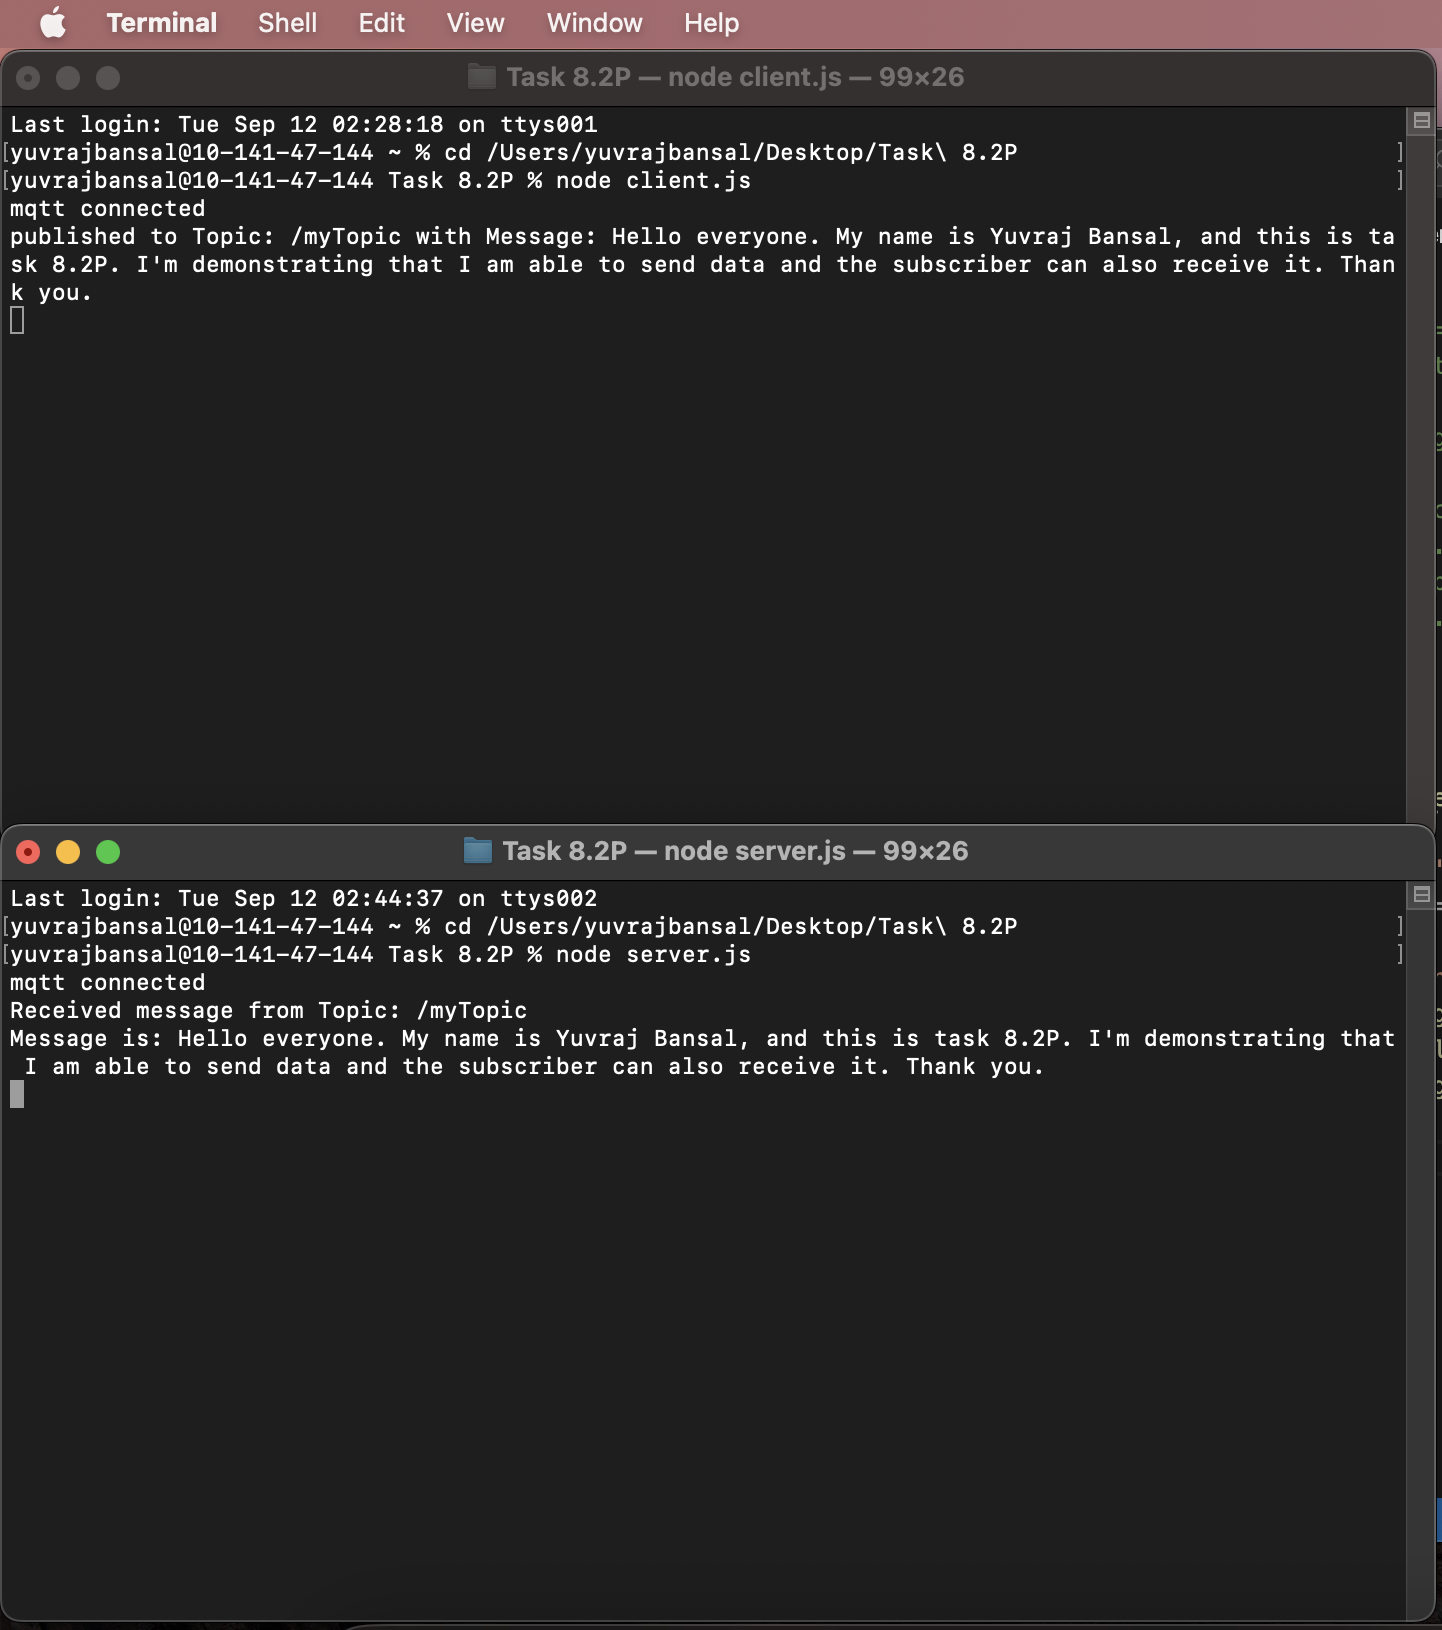 Terminal Shell Edit View Window Help
Task 8.2P — node client.js — 99×26
Last login: Tue Sep 12 02:28:18 on ttys001
[yuvrajbansal@10-141-47-144 ~ % cd /Users/yuvrajbansal/Desktop/Task\ 8.2P ]
[yuvrajbansal@10-141-47-144 Task 8.2P % node client.js ]
mqtt connected
published to Topic: /myTopic with Message: Hello everyone. My name is Yuvraj Bansal, and this is ta
sk 8.2P. I'm demonstrating that I am able to send data and the subscriber can also receive it. Than
k you.
Task 8.2P — node server.js — 99×26
Last login: Tue Sep 12 02:44:37 on ttys002
[yuvrajbansal@10-141-47-144 ~ % cd /Users/yuvrajbansal/Desktop/Task\ 8.2P ]
[yuvrajbansal@10-141-47-144 Task 8.2P % node server.js ]
mqtt connected
Received message from Topic: /myTopic
Message is: Hello everyone. My name is Yuvraj Bansal, and this is task 8.2P. I'm demonstrating that
 I am able to send data and the subscriber can also receive it. Thank you.